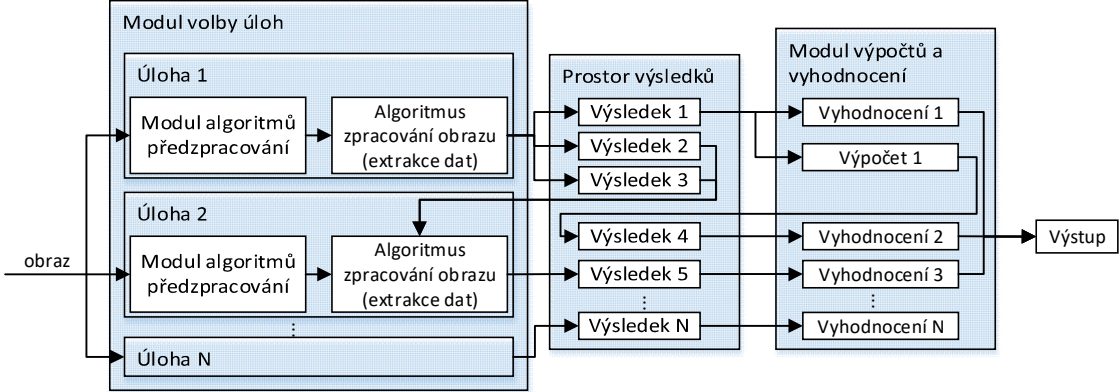 obraz
Modul volby úloh
Úloha 1
Modul algoritmů
předzpracování
Algoritmus
zpracování obrazu
(extrakce dat)
Úloha 2
Modul algoritmů
předzpracování
Algoritmus
zpracování obrazu
(extrakce dat)
Úloha N
Prostor výsledků
Výsledek 1
Výsledek 2
Výsledek 3
Výsledek 4
Výsledek 5
Výsledek N
Modul výpočtů a
vyhodnocení
Vyhodnocení 1
Výpočet 1
Vyhodnocení 2
Vyhodnocení 3
Vyhodnocení N
Výstup